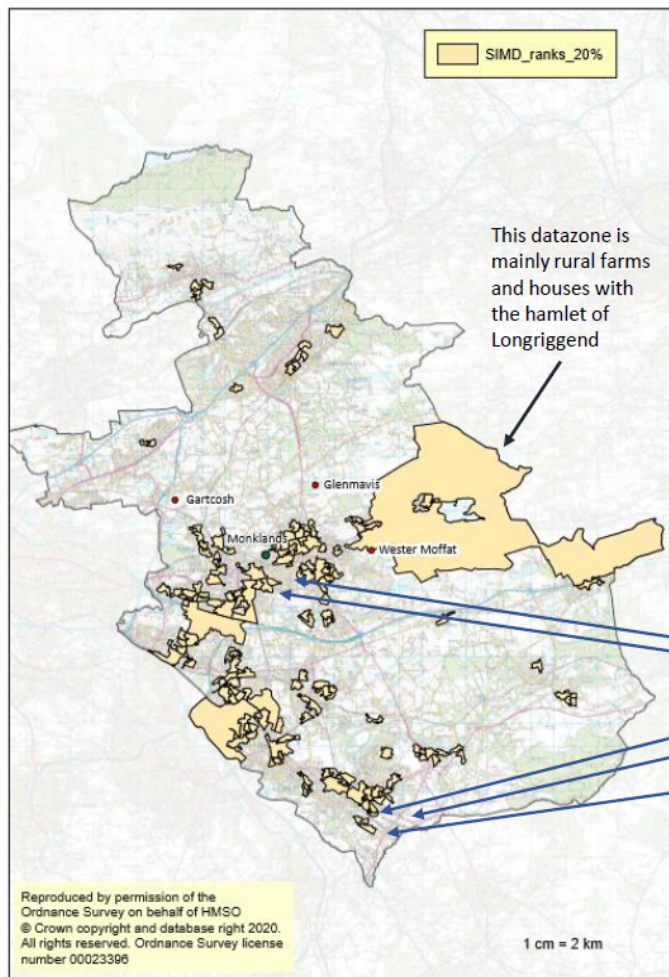 SIMD_ranks_20%
This datazone is
mainly rural farms
and houses with
the hamlet of
Longriggend
Glenmavis
Gartcosh
Monklands
Wester Moffat
Reproduced by permission of the
Ordnance Survey on behalf of HMSO
© Crown copyright and database right 2020.
All rights reserved. Ordnance Survey license
number 00023396
1 cm = 2 km